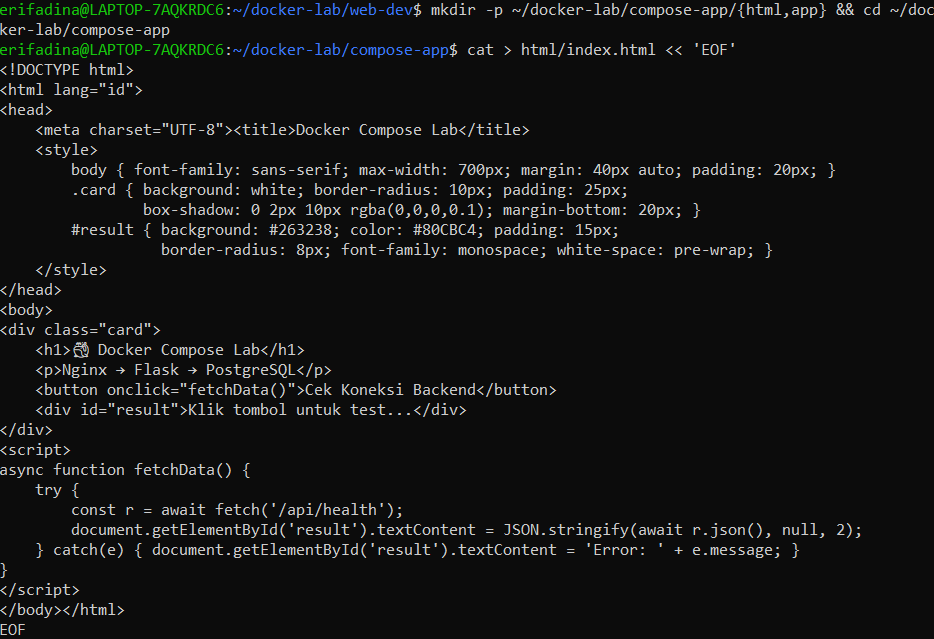 erifadina@LAPTOP-7AQKRDC6:~/docker-lab/web-dev$ mkdir -p ~/docker-lab/compose-app/{html,app} && cd ~/doc
ker-lab/compose-app
erifadina@LAPTOP-7AQKRDC6:~/docker-lab/compose-app$ cat > html/index.html << 'EOF'
<!DOCTYPE html>
<html lang="id">
<head>
    <meta charset="UTF-8"><title>Docker Compose Lab</title>
    <style>
        body { font-family: sans-serif; max-width: 700px; margin: 40px auto; padding: 20px; }
        .card { background: white; border-radius: 10px; padding: 25px;
                box-shadow: 0 2px 10px rgba(0,0,0,0.1); margin-bottom: 20px; }
        #result { background: #263238; color: #80CBC4; padding: 15px;
                  border-radius: 8px; font-family: monospace; white-space: pre-wrap; }
    </style>
</head>
<body>
<div class="card">
    <h1> Docker Compose Lab</h1>
    <p>Nginx → Flask → PostgreSQL</p>
    <button onclick="fetchData()">Cek Koneksi Backend</button>
    <div id="result">Klik tombol untuk test...</div>
</div>
<script>
async function fetchData() {
    try {
        const r = await fetch('/api/health');
        document.getElementById('result').textContent = JSON.stringify(await r.json(), null, 2);
    } catch(e) { document.getElementById('result').textContent = 'Error: ' + e.message; }
}
</script>
</body></html>
EOF